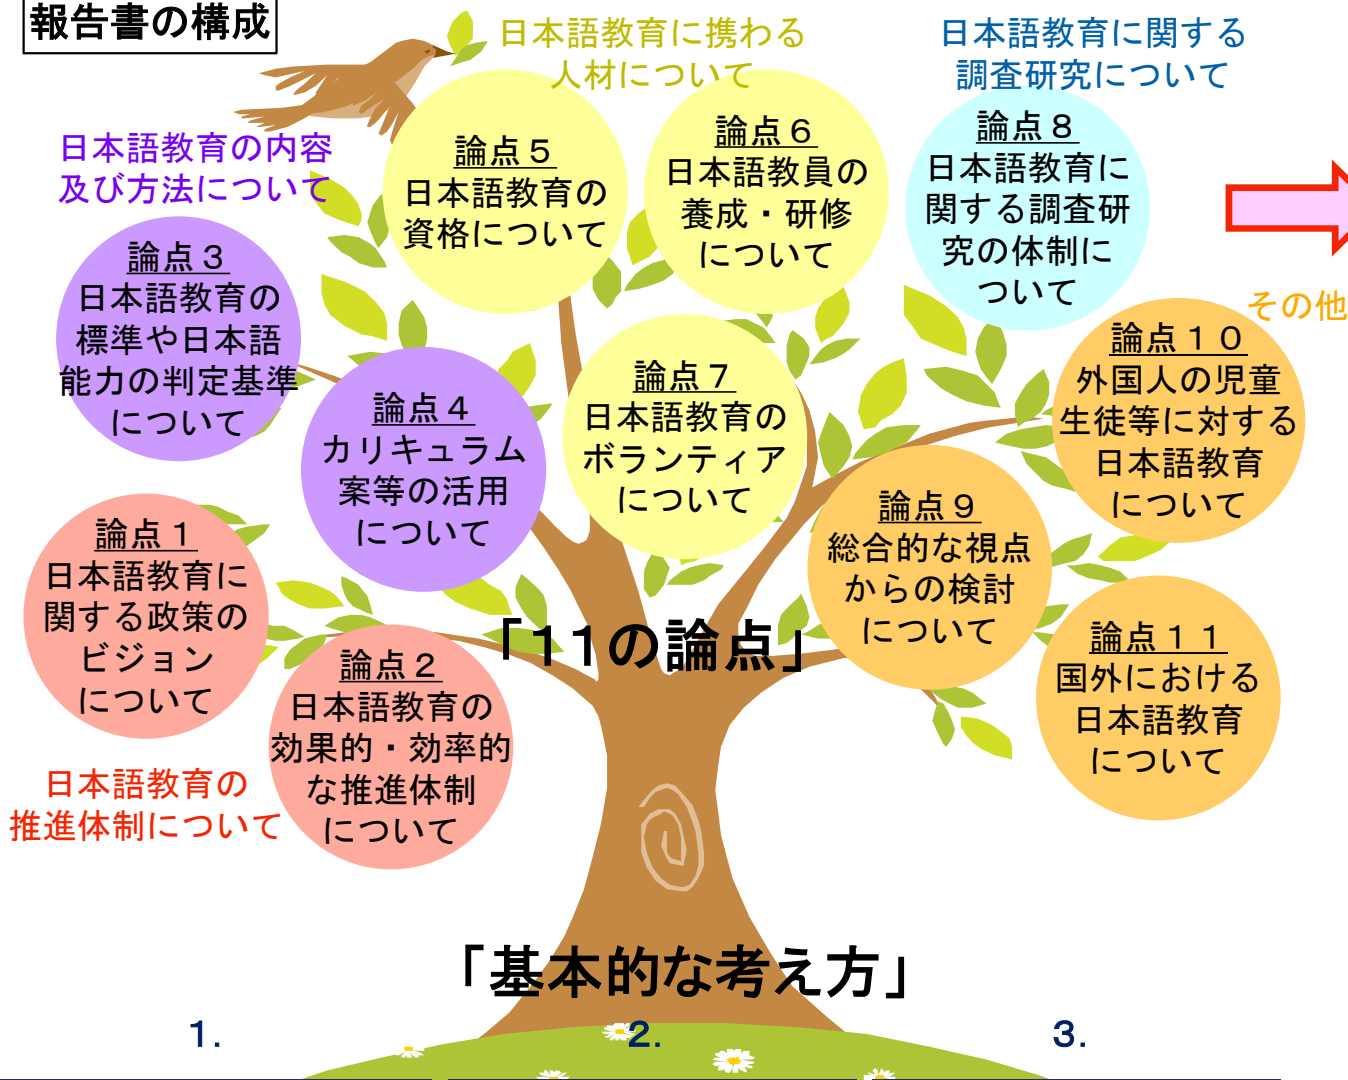 報告書の構成
日本語教育に携わる
人材について
日本語教育に関する
調査研究について
日本語教育の内容
及び方法について
論点５
日本語教育の
資格について
論点６
日本語教員の
養成・研修
について
論点８
日本語教育に
関する調査研
究の体制に
ついて
論点３
日本語教育の
標準や日本語
能力の判定基準
について
論点４
カリキュラム
案等の活用
について
論点７
日本語教育の
ボランティア
について
その他
論点１０
外国人の児童
生徒等に対する
日本語教育
について
論点９
総合的な視点
からの検討
について
論点１
日本語教育に
関する政策の
ビジョン
について
論点２
日本語教育の
効果的・効率的
な推進体制
について
「11の論点」
論点１１
国外における
日本語教育
について
日本語教育の
推進体制について
「基本的な考え方」
1.
2.
3.